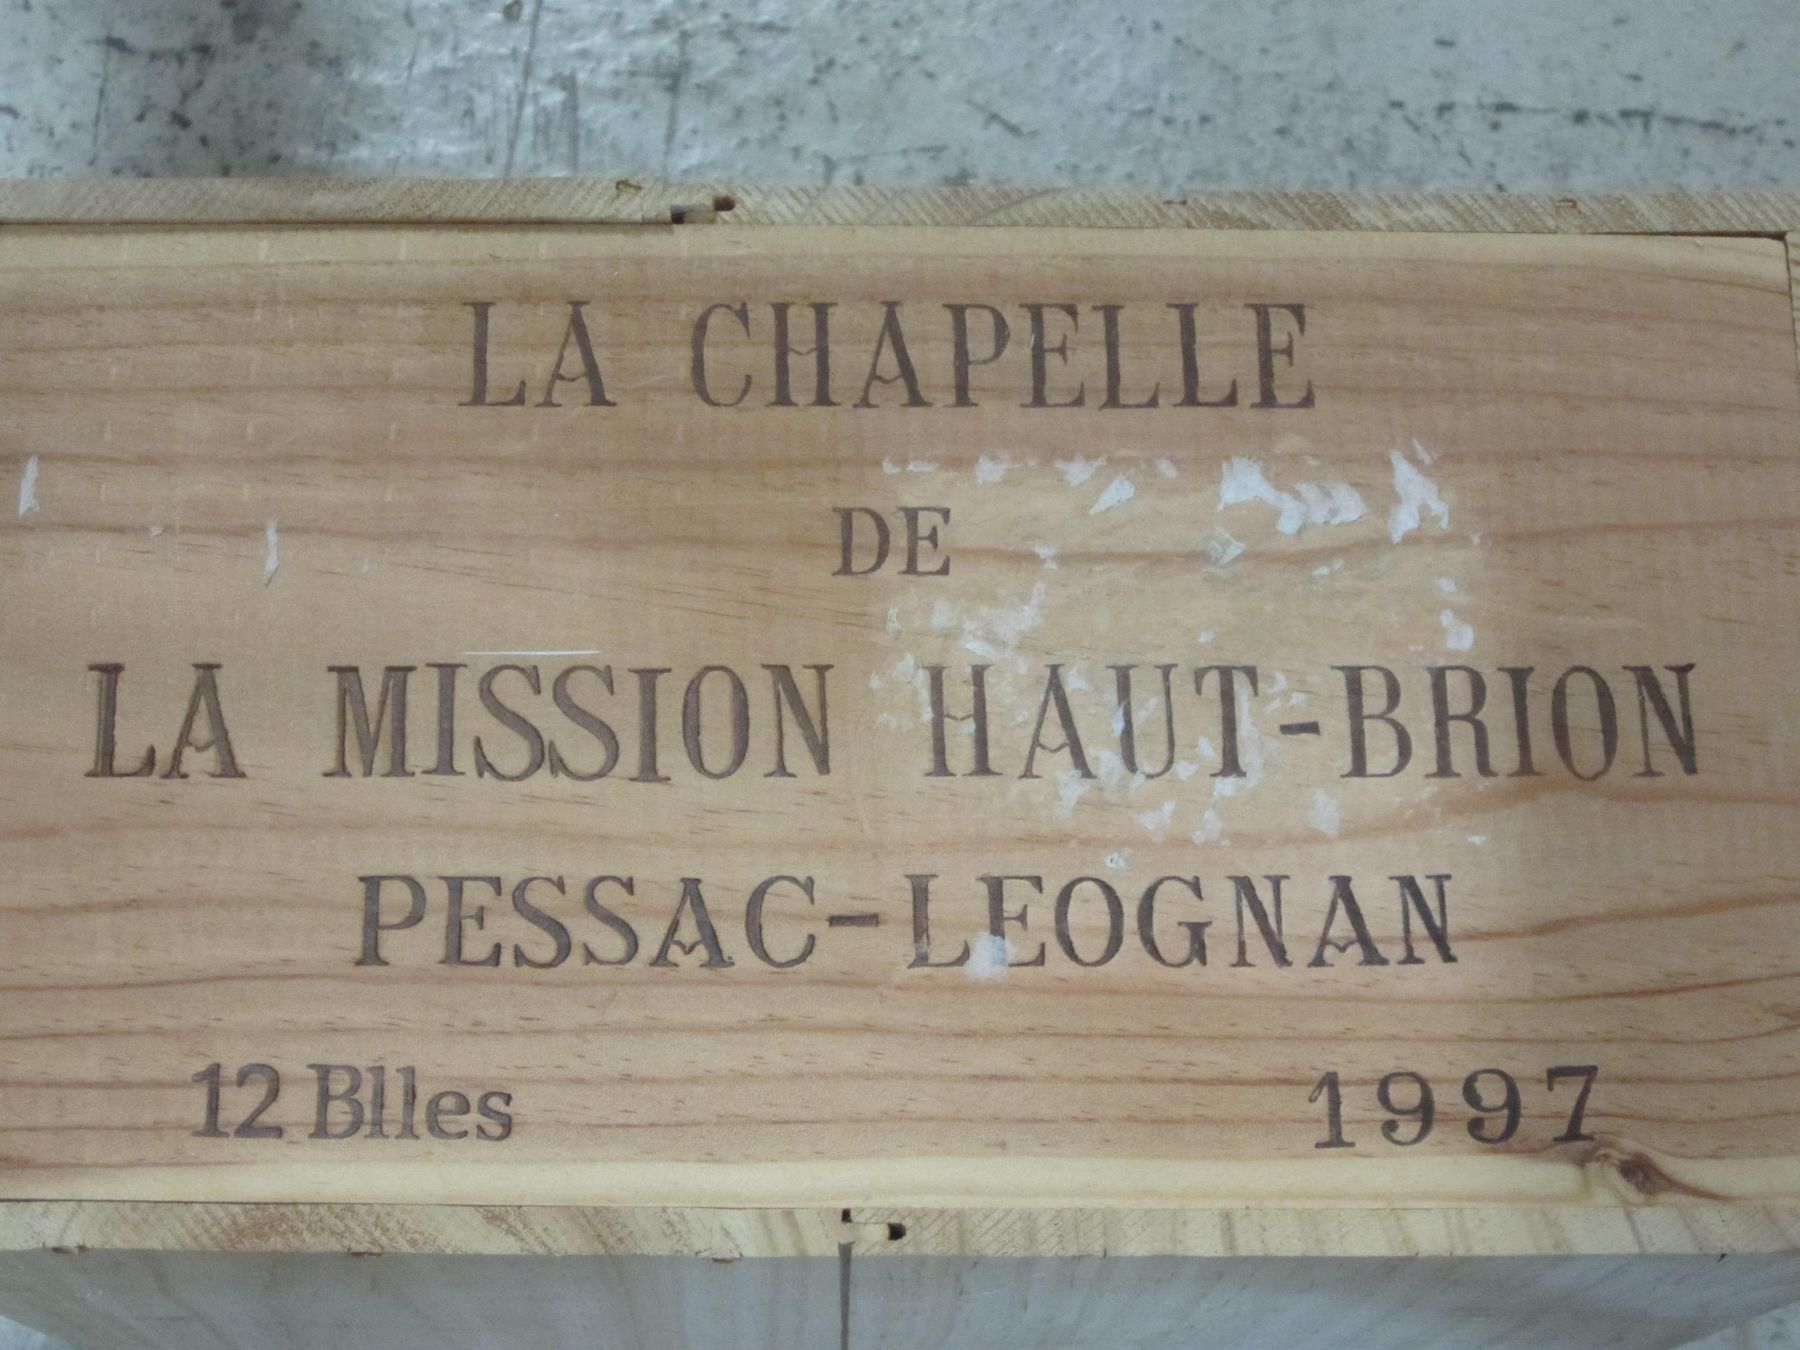 LA CHAPELLE
DE
LA MISSION HAUT-BRION
PESSAC-LEOGNAN
12 Blles 1997